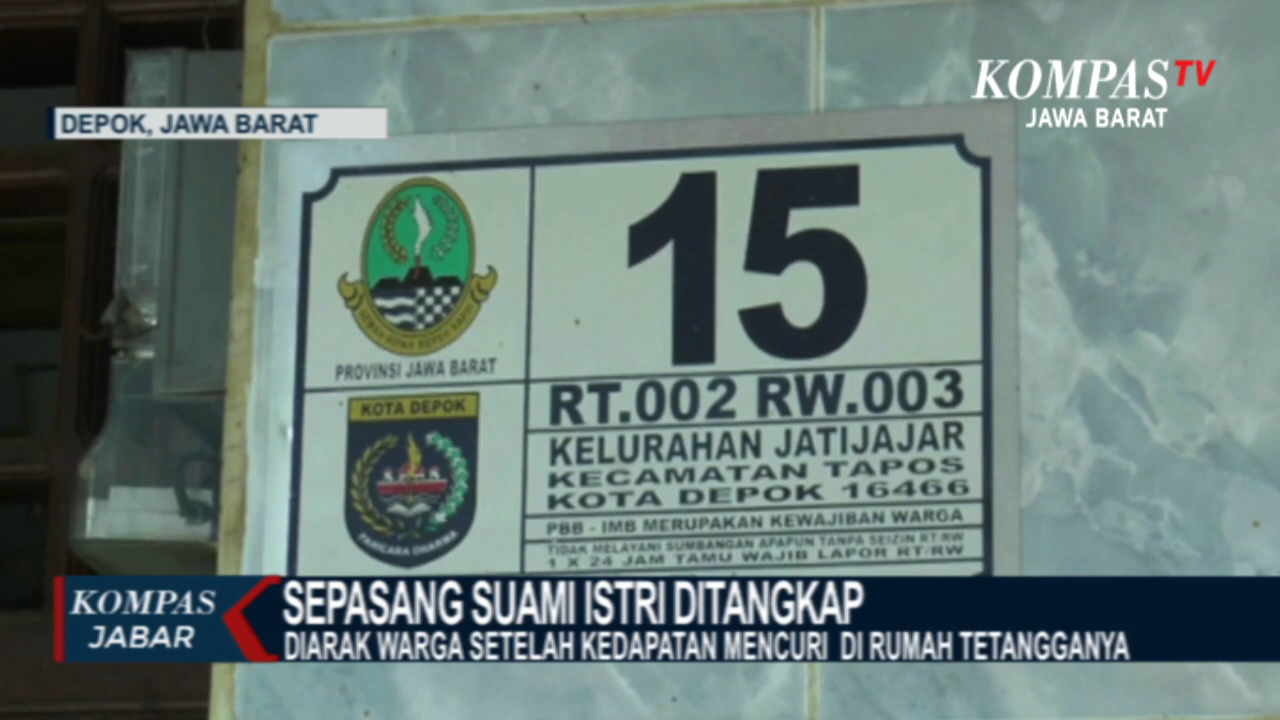 KOMPAS TV
JAWA BARAT
DEPOK, JAWA BARAT
15
PROVINSI JAWA BARAT
RT.002 RW.003
KOTA DEPOK
KELURAHAN JATIJAJAR
KECAMATAN TAPOS
KOTA DEPOK 16466
PBB - IMB MERUPAKAN KEWAJIBAN WARGA
PANCARA DHARMA
TIDAK MELAYANI SUMBANGAN APAPUN TANPA SEIZIN RT/RW
1 X 24 JAM TAMU WAJIB LAPOR RT/RW
KOMPAS
JABAR
SEPASANG SUAMI ISTRI DITANGKAP
DIARAK WARGA SETELAH KEDAPATAN MENCURI DI RUMAH TETANGGANYA